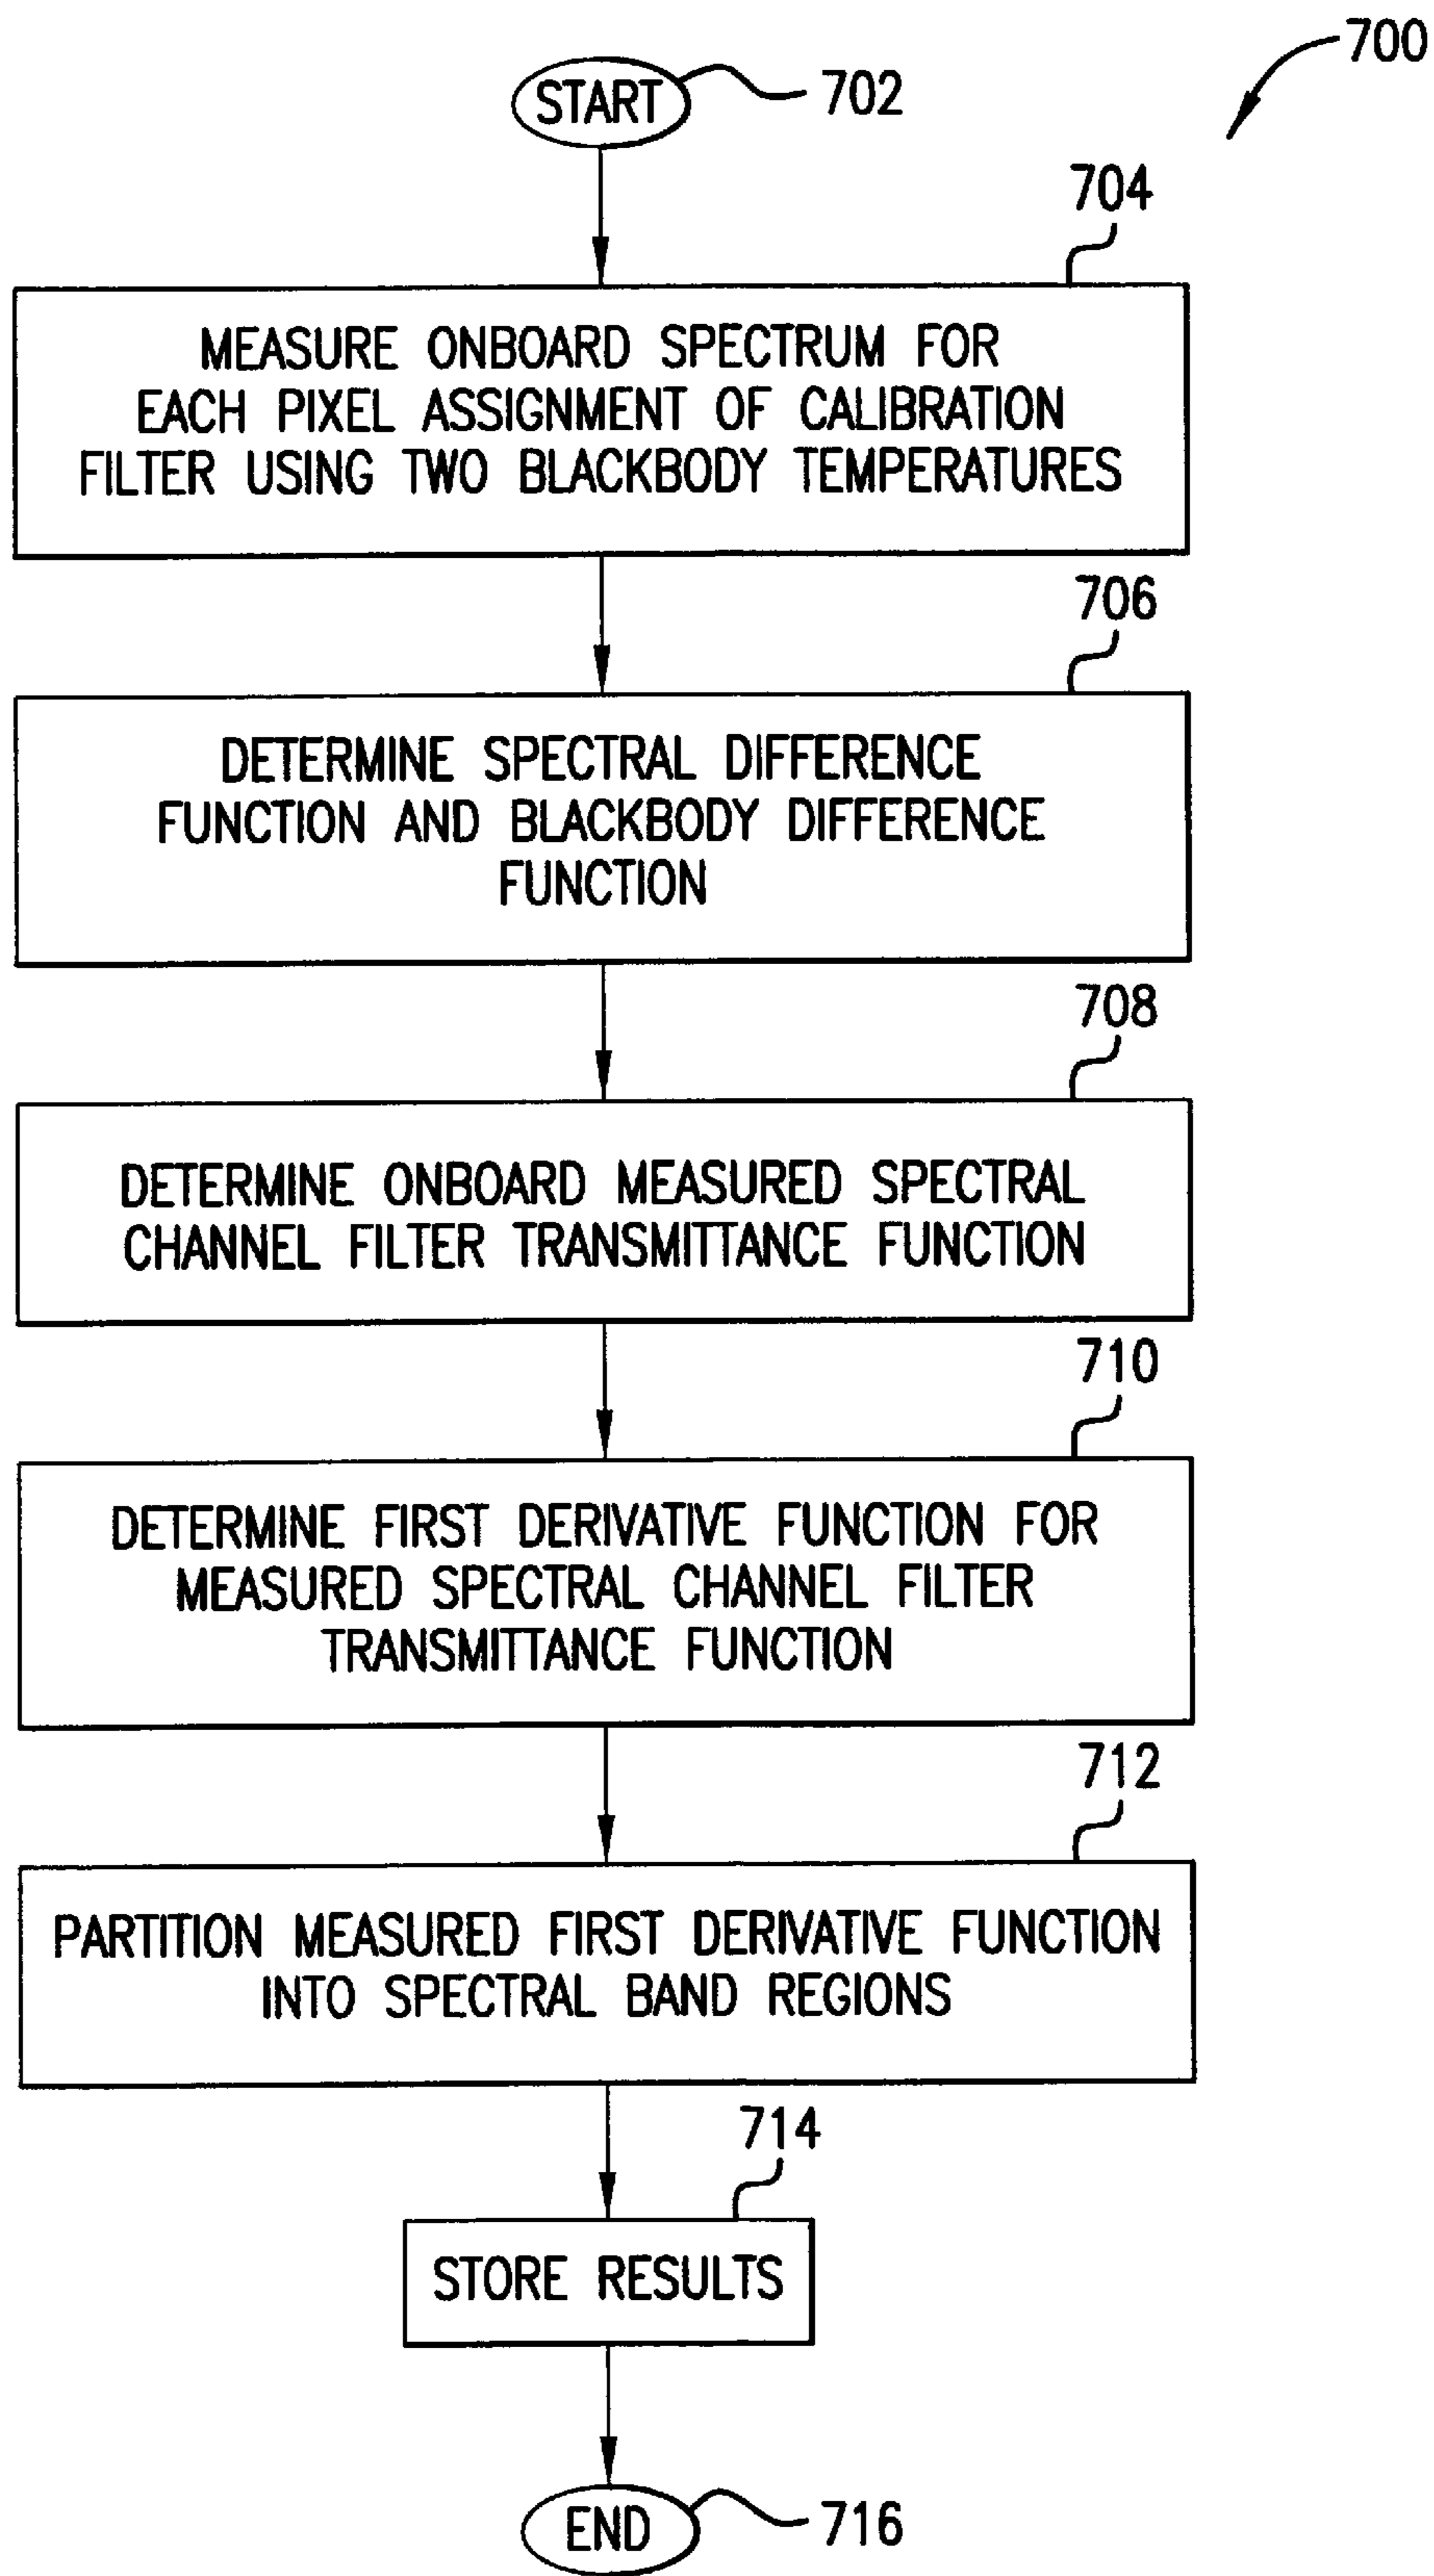 700
START
702
704
MEASURE ONBOARD SPECTRUM FOR
EACH PIXEL ASSIGNMENT OF CALIBRATION
FILTER USING TWO BLACKBODY TEMPERATURES
706
DETERMINE SPECTRAL DIFFERENCE
FUNCTION AND BLACKBODY DIFFERENCE
FUNCTION
708
DETERMINE ONBOARD MEASURED SPECTRAL
CHANNEL FILTER TRANSMITTANCE FUNCTION
710
DETERMINE FIRST DERIVATIVE FUNCTION FOR
MEASURED SPECTRAL CHANNEL FILTER
TRANSMITTANCE FUNCTION
712
PARTITION MEASURED FIRST DERIVATIVE FUNCTION
INTO SPECTRAL BAND REGIONS
714
STORE RESULTS
END
716